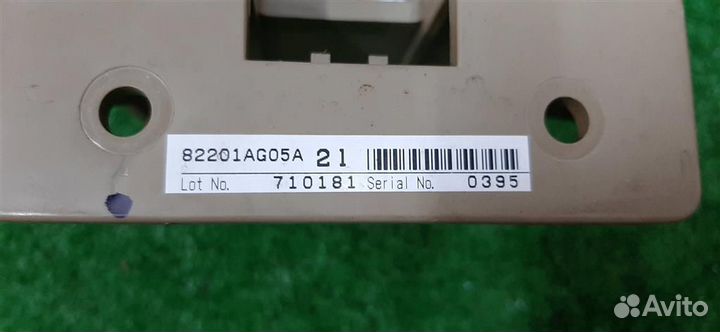 82201AG05A 21
Lot No. 710181 Serial No. 0395
Avito